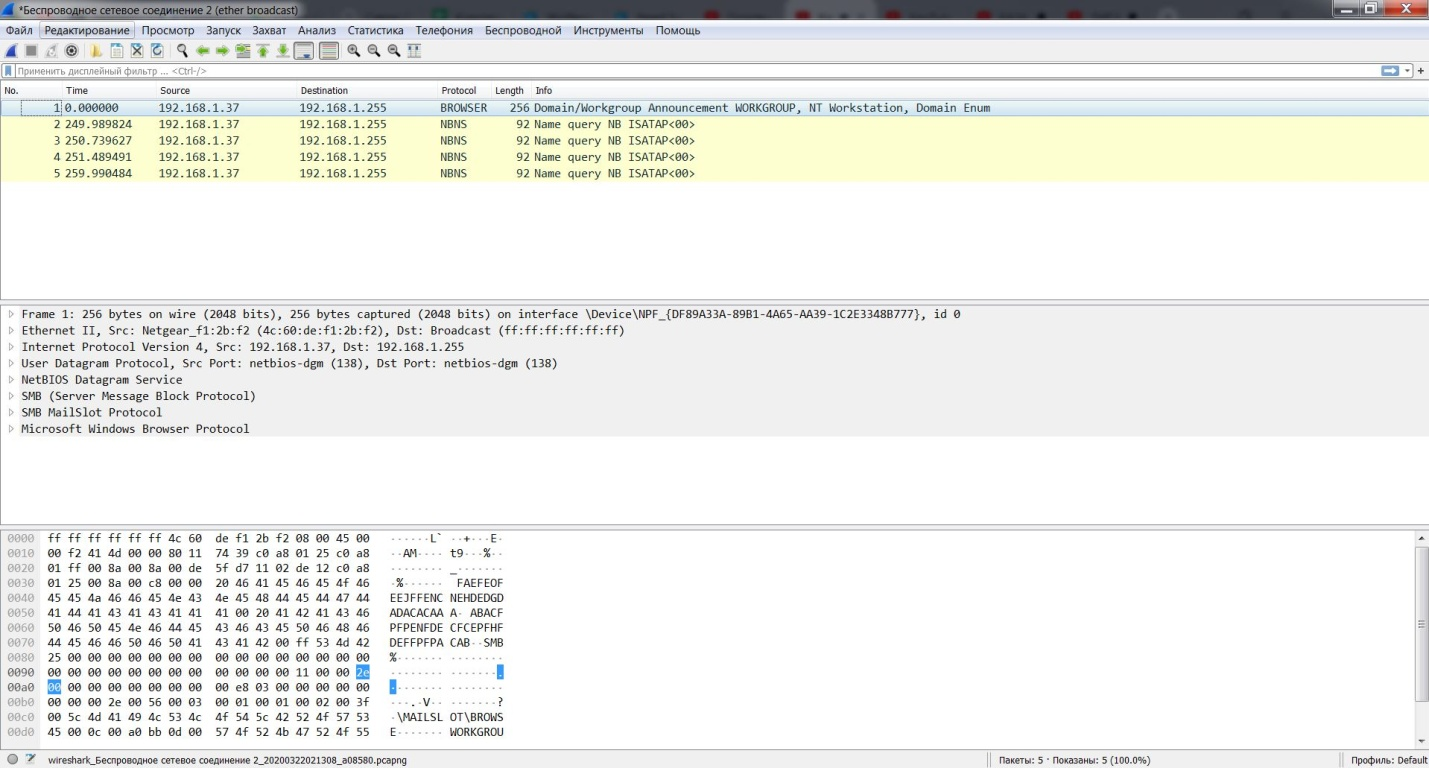 *Беспроводное сетевое соединение 2 (ether broadcast)
Файл Редактирование Просмотр Запуск Захват Анализ Статистика Телефония Беспроводной Инструменты Помощь
Применить дисплейный фильтр ... <Ctrl-/>
No. Time Source Destination Protocol Length Info
1 0.000000 192.168.1.37 192.168.1.255 BROWSER 256 Domain/Workgroup Announcement WORKGROUP, NT Workstation, Domain Enum
2 249.989824 192.168.1.37 192.168.1.255 NBNS 92 Name query NB ISATAP<00>
3 250.739627 192.168.1.37 192.168.1.255 NBNS 92 Name query NB ISATAP<00>
4 251.489491 192.168.1.37 192.168.1.255 NBNS 92 Name query NB ISATAP<00>
5 259.990484 192.168.1.37 192.168.1.255 NBNS 92 Name query NB ISATAP<00>
Frame 1: 256 bytes on wire (2048 bits), 256 bytes captured (2048 bits) on interface \Device\NPF_{DF89A33A-89B1-4A65-AA39-1C2E3348B777}, id 0
Ethernet II, Src: Netgear_f1:2b:f2 (4c:60:de:f1:2b:f2), Dst: Broadcast (ff:ff:ff:ff:ff:ff)
Internet Protocol Version 4, Src: 192.168.1.37, Dst: 192.168.1.255
User Datagram Protocol, Src Port: netbios-dgm (138), Dst Port: netbios-dgm (138)
NetBIOS Datagram Service
SMB (Server Message Block Protocol)
SMB MailSlot Protocol
Microsoft Windows Browser Protocol
0000 ff ff ff ff ff ff 4c 60 de f1 2b f2 08 00 45 00 ······L` ··+···E·
0010 00 f2 41 4d 00 00 80 11 74 39 c0 a8 01 25 c0 a8 ··AM···· t9···%··
0020 01 ff 00 8a 00 8a 00 de 5f d7 11 02 de 12 c0 a8 ········ _·······
0030 01 25 00 8a 00 c8 00 00 20 46 41 45 46 45 4f 46 ·%······ FAEFEOF
0040 45 45 4a 46 46 45 4e 43 4e 45 48 44 45 44 47 44 EEJFFENC NEHDEDGD
0050 41 44 41 43 41 43 41 41 41 00 20 41 42 41 43 46 ADACACAA A· ABACF
0060 50 46 50 45 4e 46 44 45 43 46 43 45 50 46 48 46 PFPENFDE CFCEPFHF
0070 44 45 46 46 50 46 50 41 43 41 42 00 ff 53 4d 42 DEFFPFPA CAB··SMB
0080 25 00 00 00 00 00 00 00 00 00 00 00 00 00 00 00 %······· ········
0090 00 00 00 00 00 00 00 00 00 00 00 00 11 00 00 2e ········ ·······.
00a0 00 00 00 00 00 00 00 00 00 e8 03 00 00 00 00 00 ········ ········
00b0 00 00 00 2e 00 56 00 03 00 01 00 01 00 02 00 3f ···.·V·· ·······?
00c0 00 5c 4d 41 49 4c 53 4c 4f 54 5c 42 52 4f 57 53 ·\MAILSL OT\BROWS
00d0 45 00 0c 00 a0 bb 0d 00 57 4f 52 4b 47 52 4f 55 E······· WORKGROU
wireshark_Беспроводное сетевое соединение 2_20200322021308_a08580.pcapng Пакеты: 5 · Показаны: 5 (100.0%) Профиль: Default